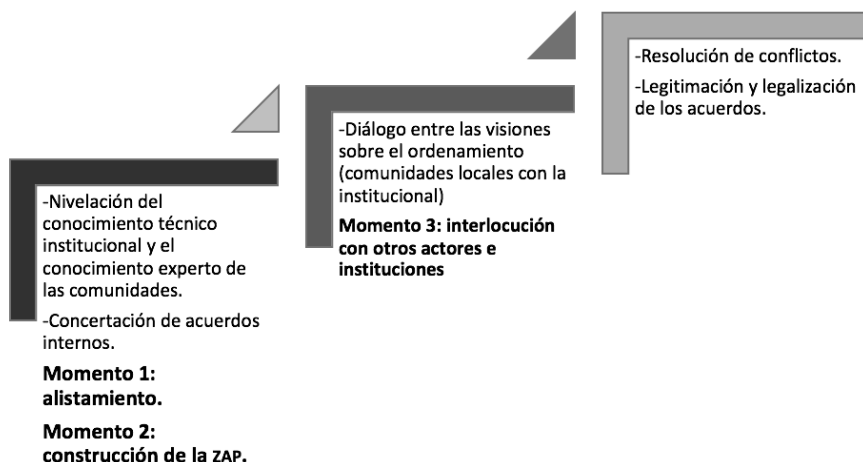 -Nivelación del
conocimiento técnico
institucional y el
conocimiento experto de
las comunidades.
-Concertación de acuerdos
internos.
Momento 1:
alistamiento.
Momento 2:
construcción de la ZAP.
-Diálogo entre las visiones
sobre el ordenamiento
(comunidades locales con la
institucional)
Momento 3: interlocución
con otros actores e
instituciones
-Resolución de conflictos.
-Legitimación y legalización
de los acuerdos.